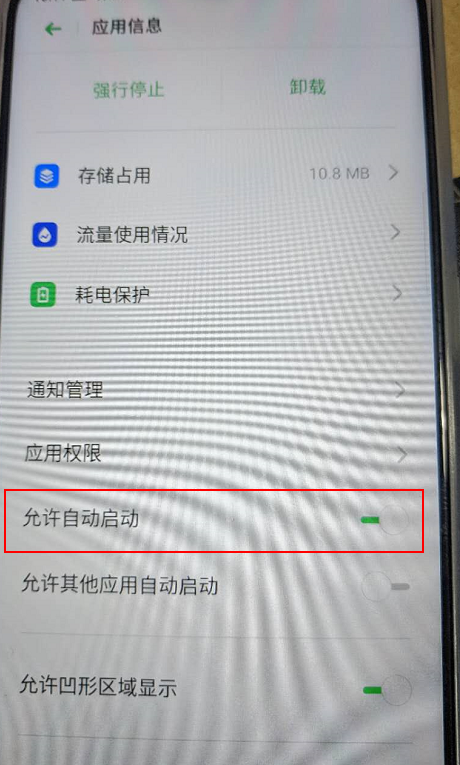 应用信息
强行停止 卸载
存储占用 10.8 MB
流量使用情况
耗电保护
通知管理
应用权限
允许自动启动
允许其他应用自动启动
允许凹形区域显示